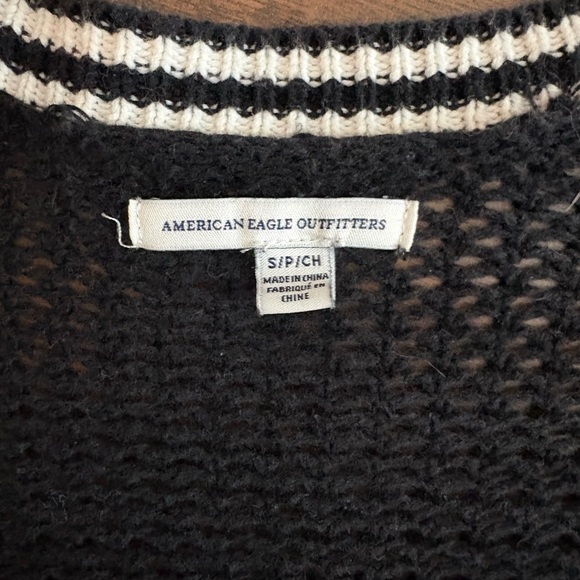 AMERICAN EAGLE OUTFITTERS
S/P/CH
MADE IN CHINA
FABRIQUÉ EN
CHINE